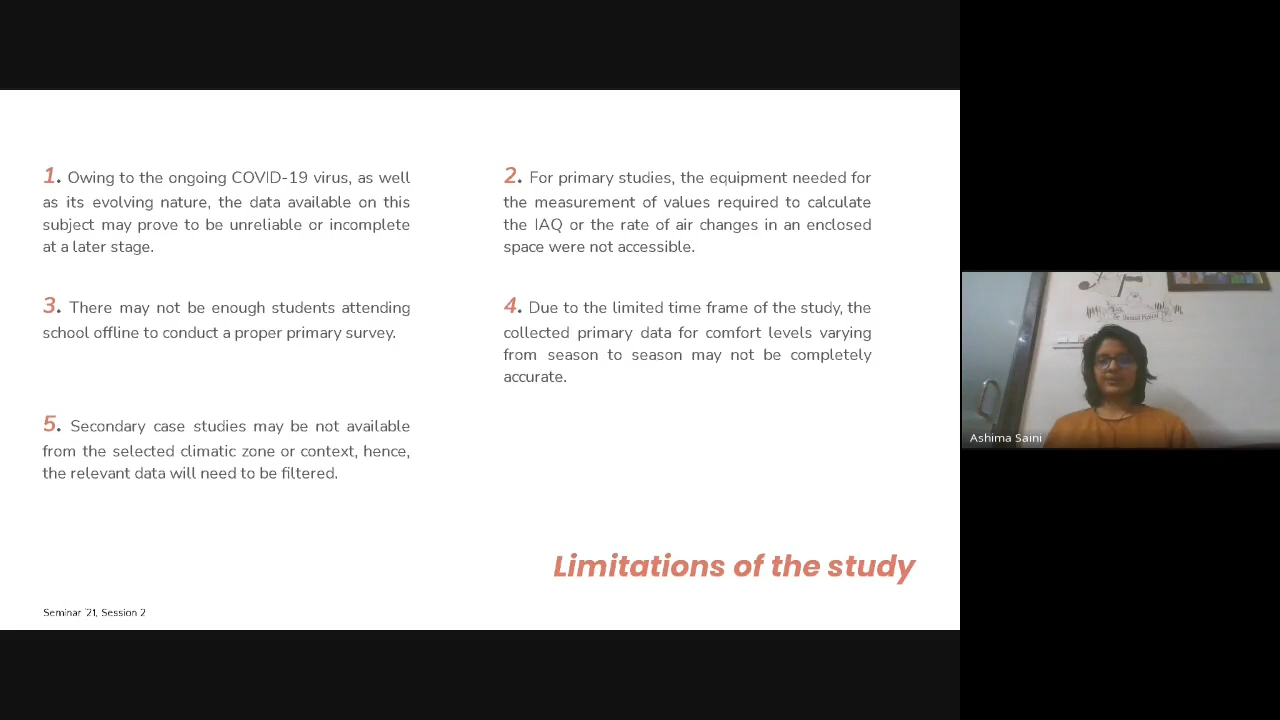 1. Owing to the ongoing COVID-19 virus, as well
as its evolving nature, the data available on this
subject may prove to be unreliable or incomplete
at a later stage.
2. For primary studies, the equipment needed for
the measurement of values required to calculate
the IAQ or the rate of air changes in an enclosed
space were not accessible.
3. There may not be enough students attending
school offline to conduct a proper primary survey.
4. Due to the limited time frame of the study, the
collected primary data for comfort levels varying
from season to season may not be completely
accurate.
5. Secondary case studies may be not available
from the selected climatic zone or context, hence,
the relevant data will need to be filtered.
Limitations of the study
Seminar '21, Session 2
Ashima Saini